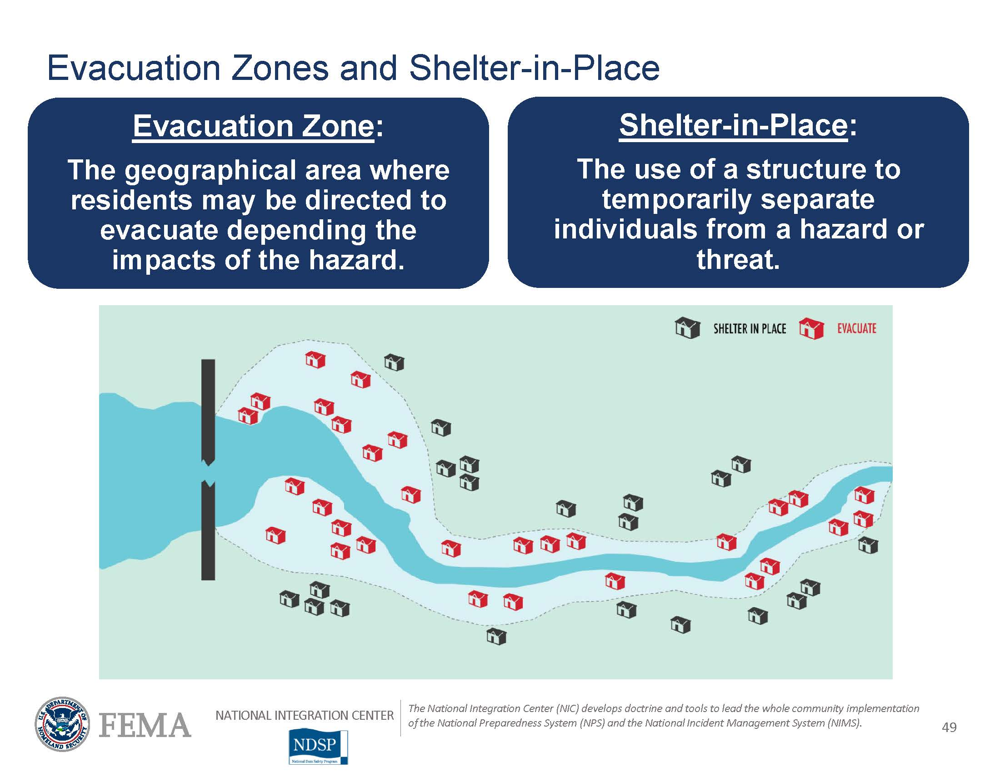 Evacuation Zones and Shelter-in-Place
Evacuation Zone:
The geographical area where
residents may be directed to
evacuate depending the
impacts of the hazard.
Shelter-in-Place:
The use of a structure to
temporarily separate
individuals from a hazard or
threat.
SHELTER IN PLACE
EVACUATE
U.S. DEPARTMENT OF
HOMELAND SECURITY
FEMA
NATIONAL INTEGRATION CENTER
NDSP
National Dam Safety Program
The National Integration Center (NIC) develops doctrine and tools to lead the whole community implementation
of the National Preparedness System (NPS) and the National Incident Management System (NIMS).
49